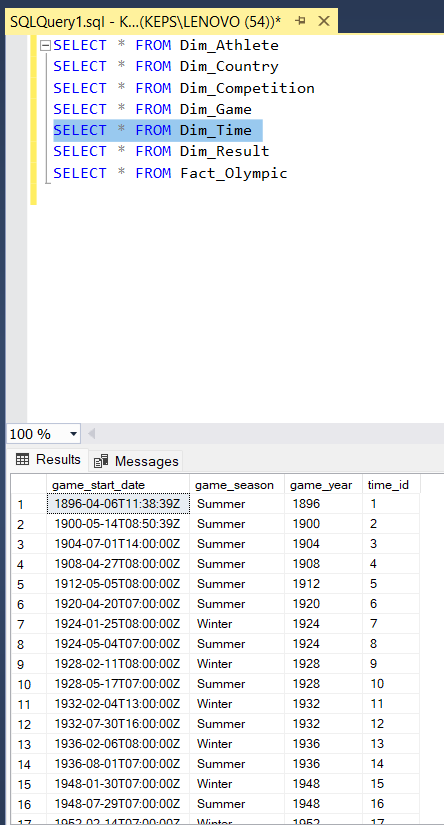 SQLQuery1.sql - K...(KEPS\LENOVO (54))*
SELECT * FROM Dim_Athlete
SELECT * FROM Dim_Country
SELECT * FROM Dim_Competition
SELECT * FROM Dim_Game
SELECT * FROM Dim_Time
SELECT * FROM Dim_Result
SELECT * FROM Fact_Olympic
100 %
Results Messages
game_start_date game_season game_year time_id
1 1896-04-06T11:38:39Z Summer 1896 1
2 1900-05-14T08:50:39Z Summer 1900 2
3 1904-07-01T14:00:00Z Summer 1904 3
4 1908-04-27T08:00:00Z Summer 1908 4
5 1912-05-05T08:00:00Z Summer 1912 5
6 1920-04-20T07:00:00Z Summer 1920 6
7 1924-01-25T08:00:00Z Winter 1924 7
8 1924-05-04T07:00:00Z Summer 1924 8
9 1928-02-11T08:00:00Z Winter 1928 9
10 1928-05-17T07:00:00Z Summer 1928 10
11 1932-02-04T13:00:00Z Winter 1932 11
12 1932-07-30T16:00:00Z Summer 1932 12
13 1936-02-06T08:00:00Z Winter 1936 13
14 1936-08-01T07:00:00Z Summer 1936 14
15 1948-01-30T07:00:00Z Winter 1948 15
16 1948-07-29T07:00:00Z Summer 1948 16
17 1952-02-14T07:00:00Z Winter 1952 17